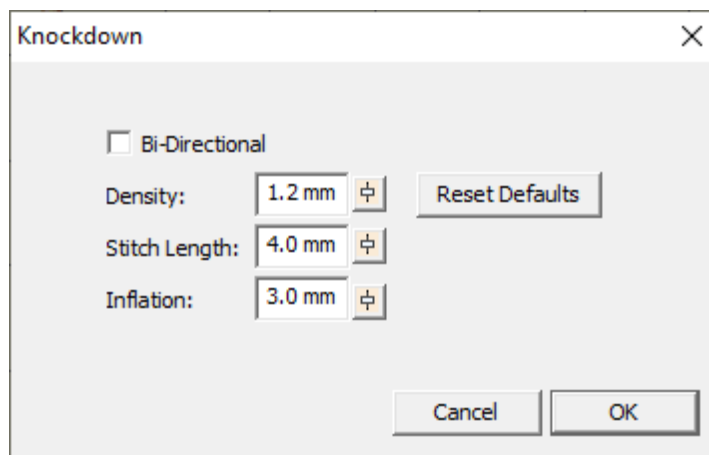 Knockdown
Bi-Directional
Density: 1.2 mm Reset Defaults
Stitch Length: 4.0 mm
Inflation: 3.0 mm
Cancel OK